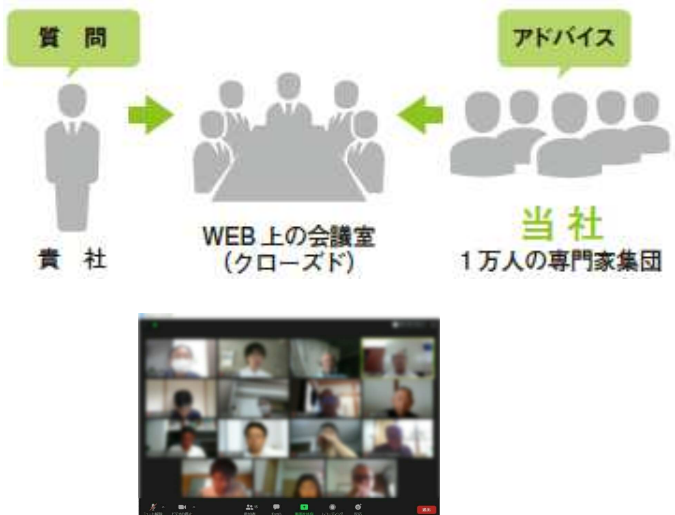 質 問
アドバイス
貴 社
WEB 上の会議室
(クローズド)
当 社
1万人の専門家集団